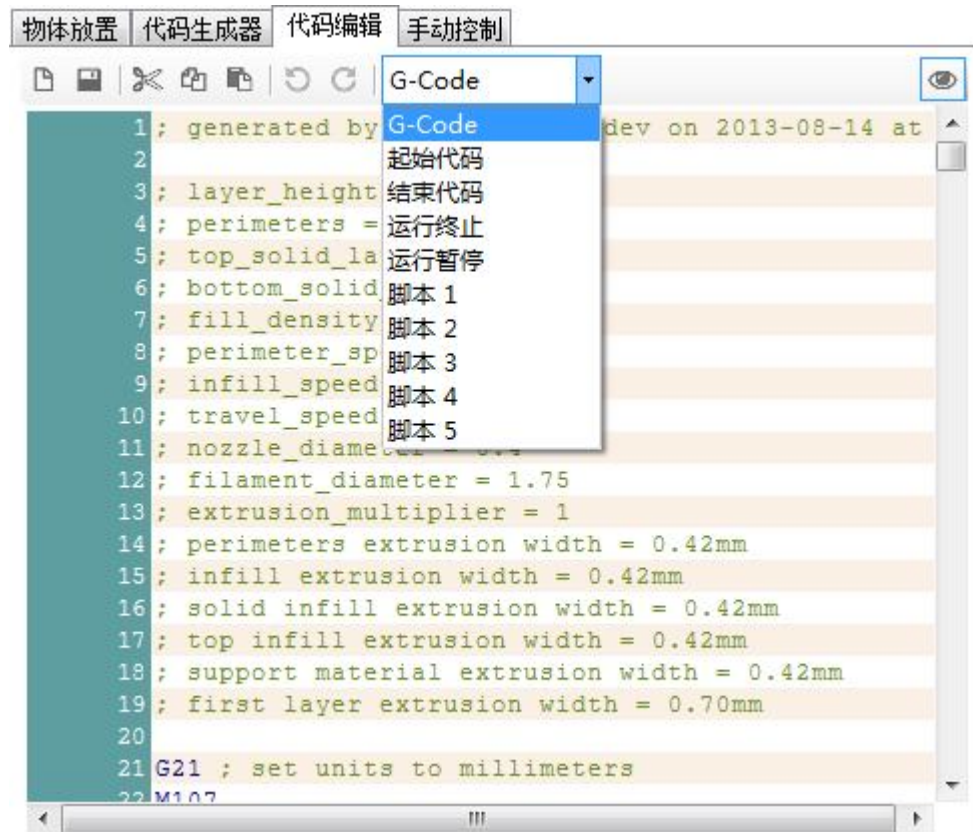 物体放置 代码生成器 代码编辑 手动控制
G-Code
G-Code
起始代码
结束代码
运行终止
运行暂停
脚本 1
脚本 2
脚本 3
脚本 4
脚本 5
1 ; generated by dev on 2013-08-14 at
2
3 ; layer_height
4 ; perimeters =
5 ; top_solid_la
6 ; bottom_solid
7 ; fill_density
8 ; perimeter_sp
9 ; infill_speed
10 ; travel_speed
11 ; nozzle_diame
12 ; filament_diameter = 1.75
13 ; extrusion_multiplier = 1
14 ; perimeters extrusion width = 0.42mm
15 ; infill extrusion width = 0.42mm
16 ; solid infill extrusion width = 0.42mm
17 ; top infill extrusion width = 0.42mm
18 ; support material extrusion width = 0.42mm
19 ; first layer extrusion width = 0.70mm
20
21 G21 ; set units to millimeters
22 M107